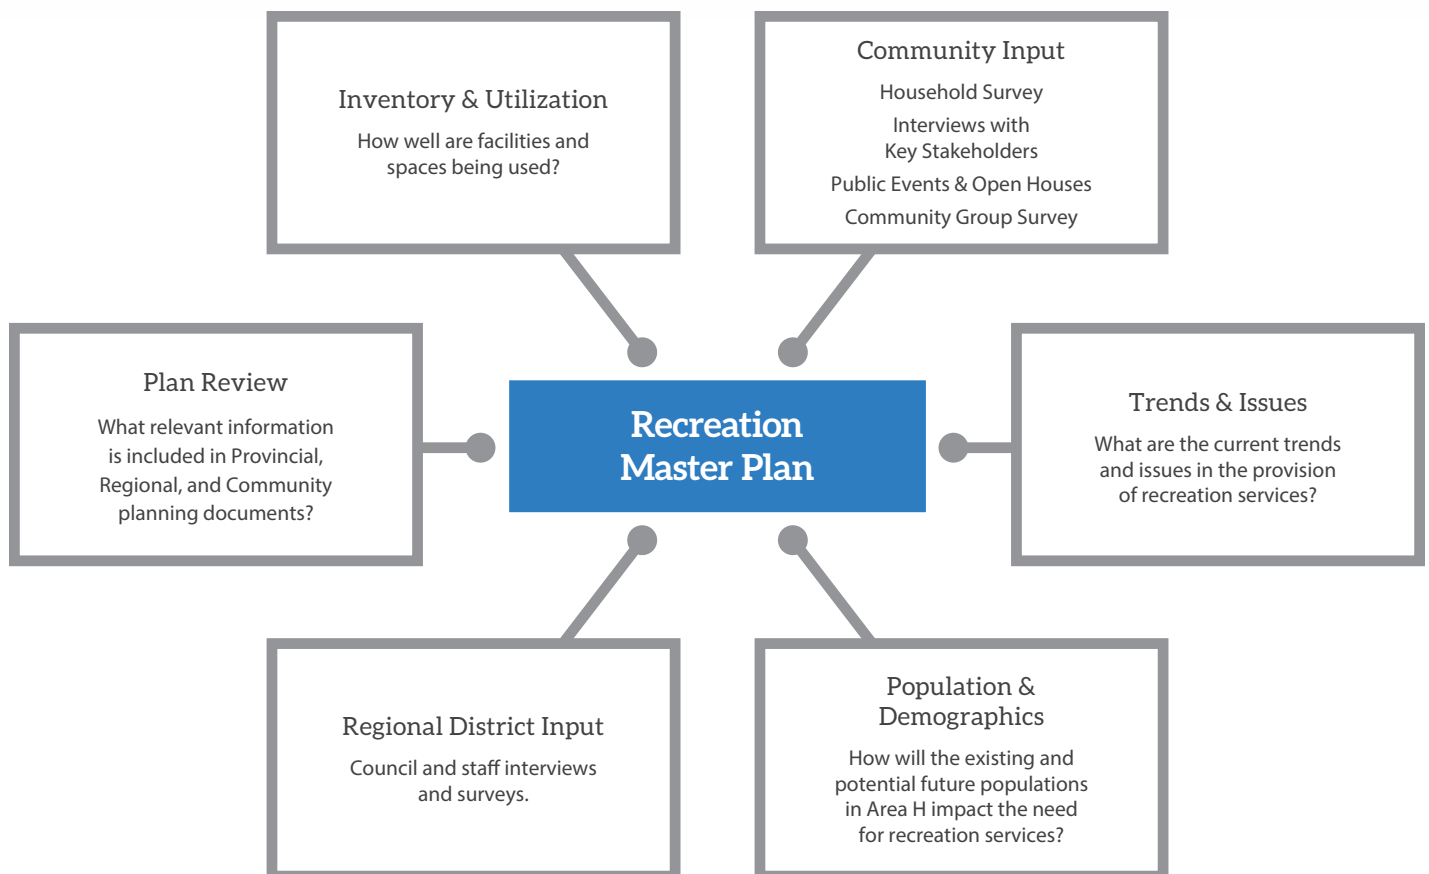 Inventory & Utilization
How well are facilities and
spaces being used?
Community Input
Household Survey
Interviews with
Key Stakeholders
Public Events & Open Houses
Community Group Survey
Plan Review
What relevant information
is included in Provincial,
Regional, and Community
planning documents?
Recreation
Master Plan
Trends & Issues
What are the current trends
and issues in the provision
of recreation services?
Regional District Input
Council and staff interviews
and surveys.
Population &
Demographics
How will the existing and
potential future populations
in Area H impact the need
for recreation services?